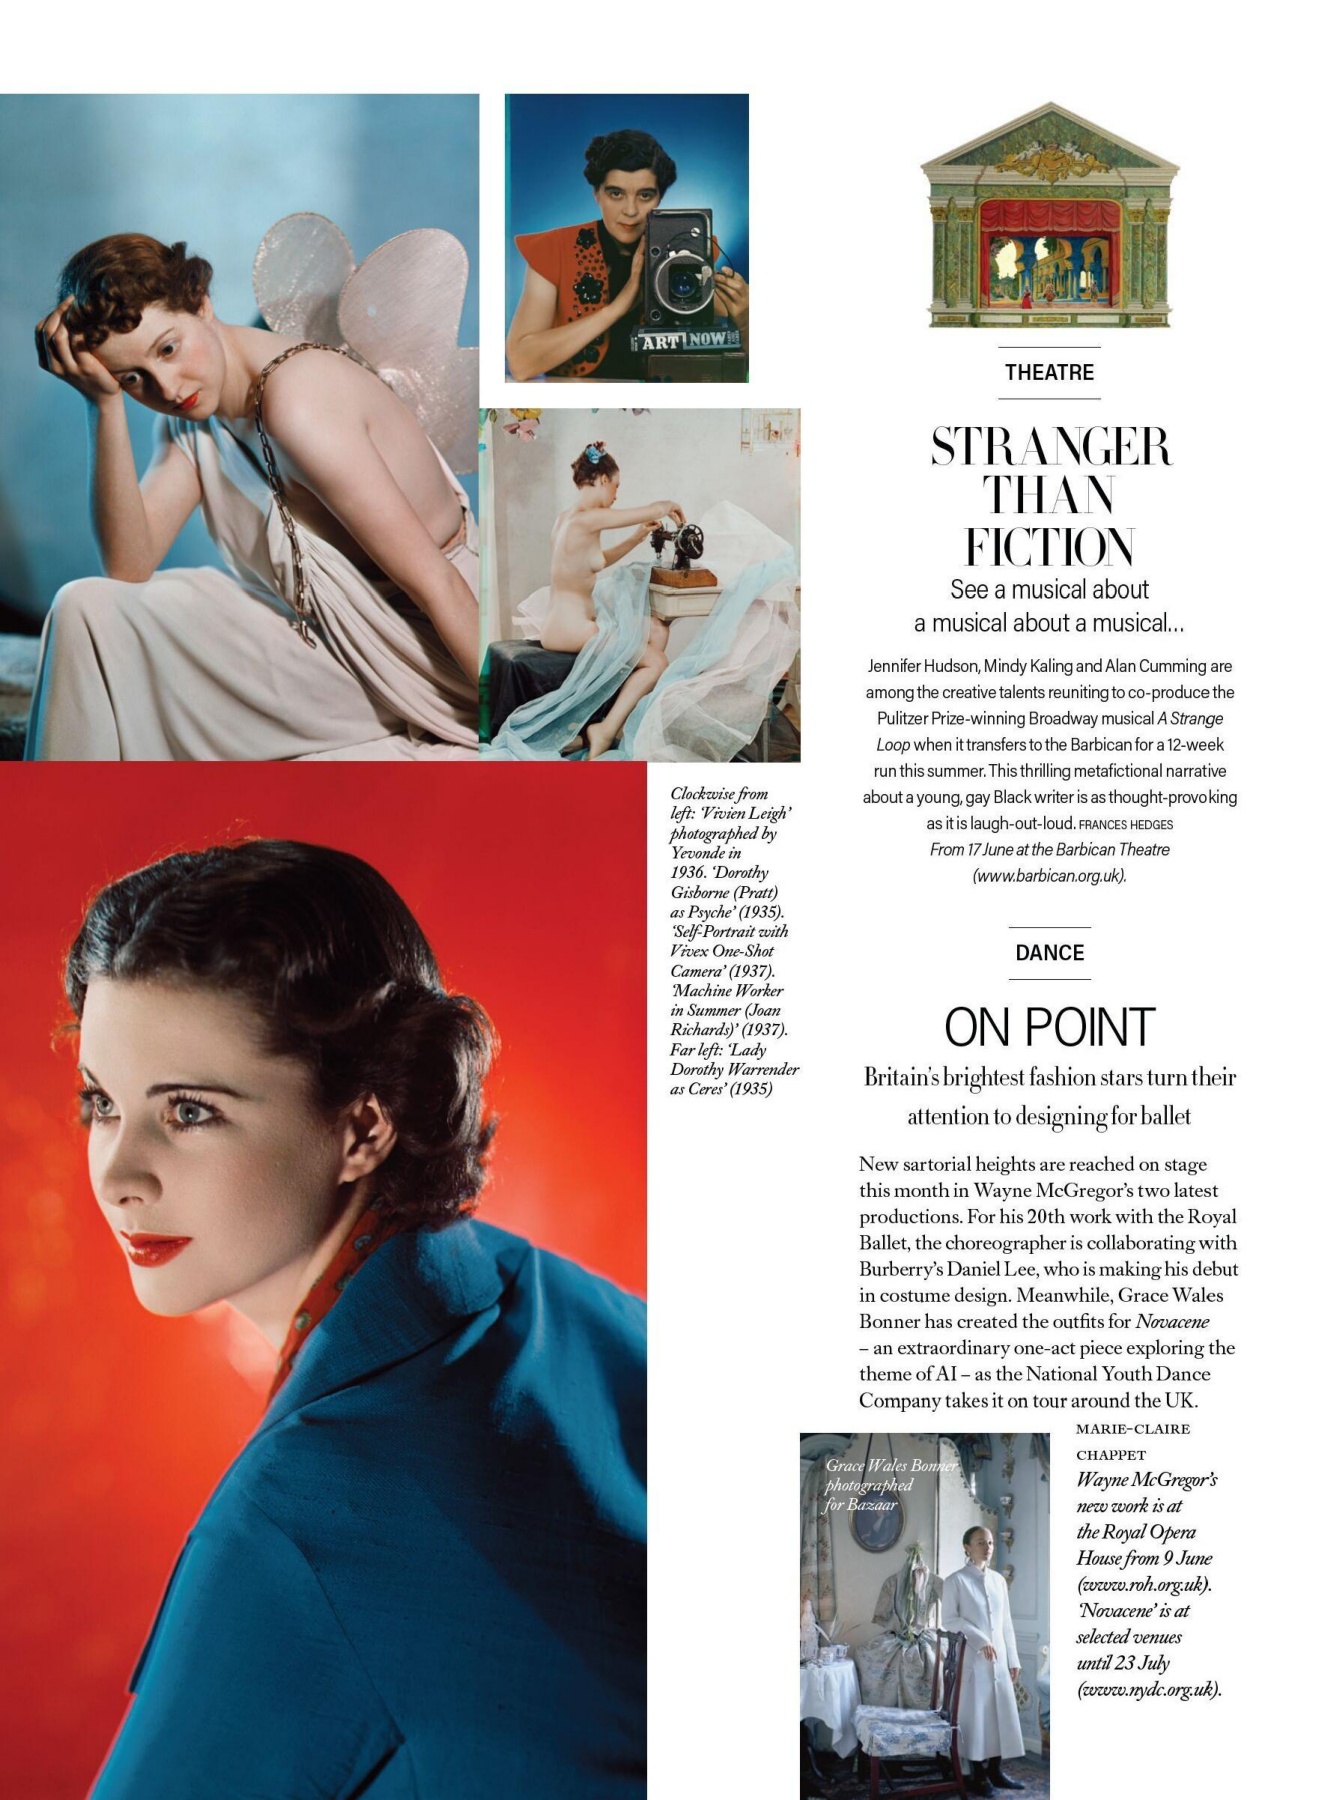 ART NOW
Clockwise from
left: ‘Vivien Leigh’
photographed by
Yevonde in
1936. ‘Dorothy
Gisborne (Pratt)
as Psyche’ (1935).
‘Self-Portrait with
Vivex One-Shot
Camera’ (1937).
‘Machine Worker
in Summer (Joan
Richards)’ (1937).
Far left: ‘Lady
Dorothy Warrender
as Ceres’ (1935)
THEATRE
STRANGER
THAN
FICTION
See a musical about
a musical about a musical…
Jennifer Hudson, Mindy Kaling and Alan Cumming are
among the creative talents reuniting to co-produce the
Pulitzer Prize-winning Broadway musical A Strange
Loop when it transfers to the Barbican for a 12-week
run this summer. This thrilling metafictional narrative
about a young, gay Black writer is as thought-provoking
as it is laugh-out-loud. FRANCES HEDGES
From 17 June at the Barbican Theatre
(www.barbican.org.uk).
DANCE
ON POINT
Britain’s brightest fashion stars turn their
attention to designing for ballet
New sartorial heights are reached on stage
this month in Wayne McGregor’s two latest
productions. For his 20th work with the Royal
Ballet, the choreographer is collaborating with
Burberry’s Daniel Lee, who is making his debut
in costume design. Meanwhile, Grace Wales
Bonner has created the outfits for Novacene
– an extraordinary one-act piece exploring the
theme of AI – as the National Youth Dance
Company takes it on tour around the UK.
MARIE-CLAIRE
CHAPPET
Wayne McGregor’s
new work is at
the Royal Opera
House from 9 June
(www.roh.org.uk).
‘Novacene’ is at
selected venues
until 23 July
(www.nydc.org.uk).
Grace Wales Bonner
photographed
for Bazaar